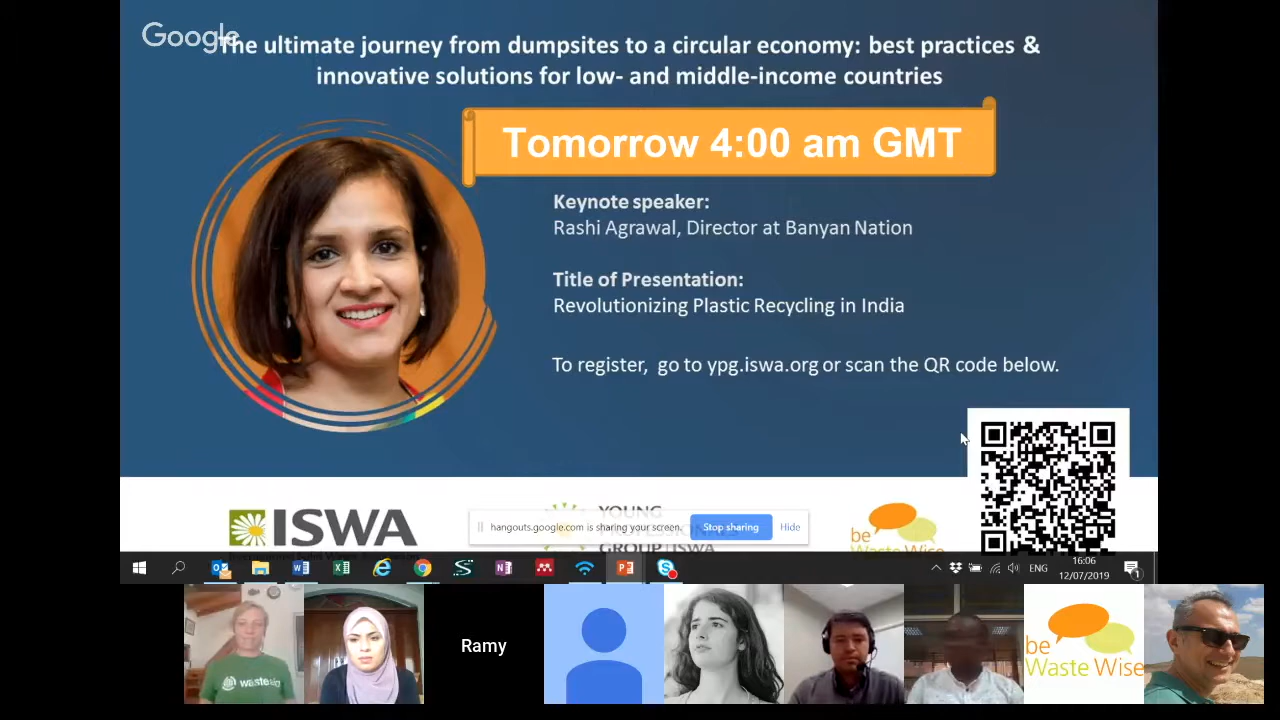 Google
The ultimate journey from dumpsites to a circular economy: best practices &
innovative solutions for low- and middle-income countries
Tomorrow 4:00 am GMT
Keynote speaker:
Rashi Agrawal, Director at Banyan Nation
Title of Presentation:
Revolutionizing Plastic Recycling in India
To register, go to ypg.iswa.org or scan the QR code below.
ISWA
YOUNG
hangouts.google.com is sharing your screen.
Stop sharing
Hide
GROUP ISWA
be
Waste Wise
ENG
16:06
12/07/2019
1
Ramy
be
Waste Wise